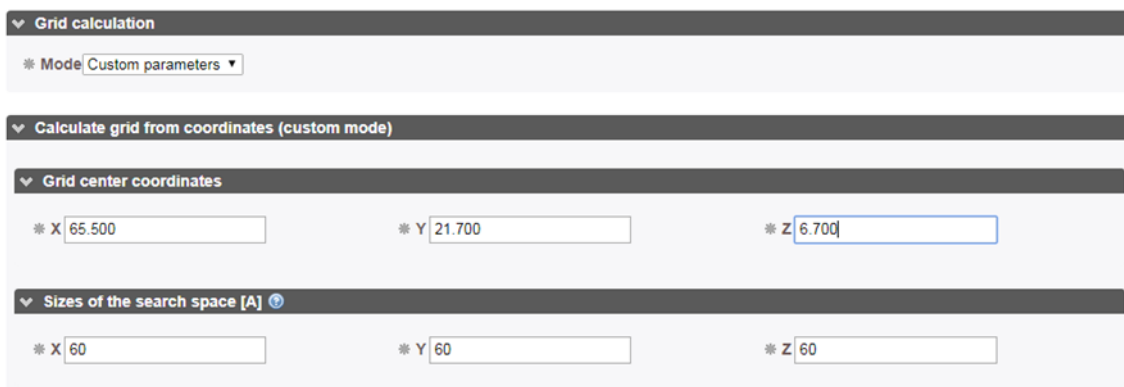 Grid calculation
Mode Custom parameters
Calculate grid from coordinates (custom mode)
Grid center coordinates
X 65.500 Y 21.700 Z 6.700
Sizes of the search space [A]
X 60 Y 60 Z 60